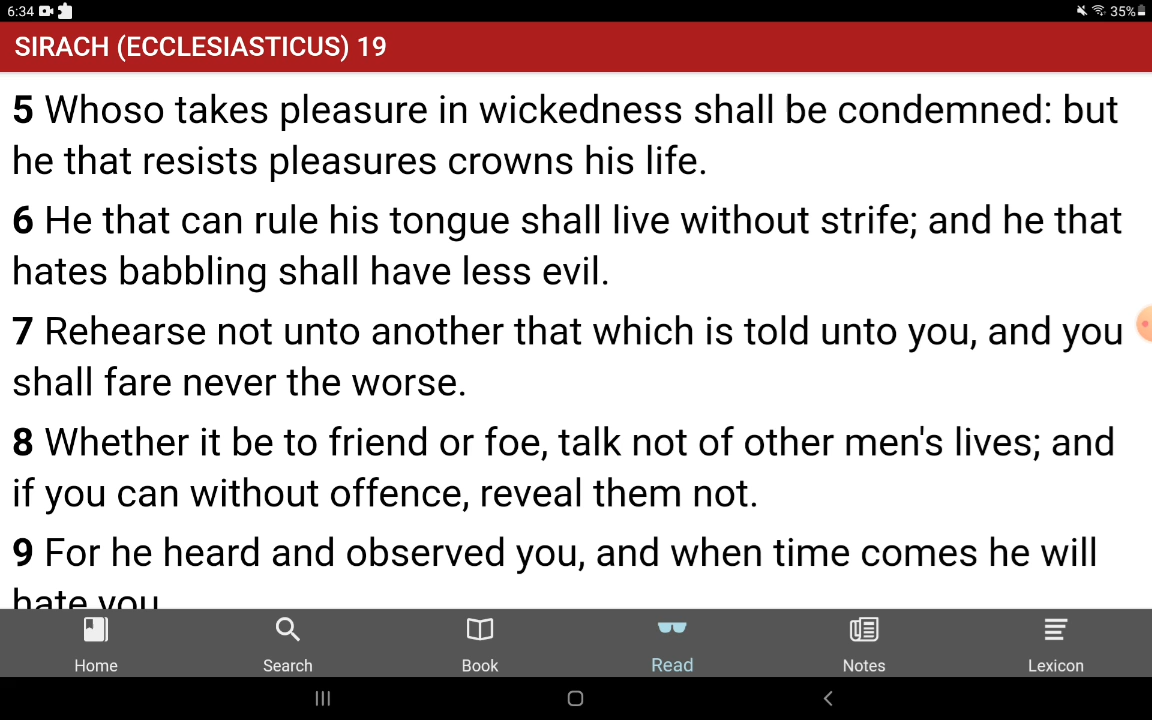 6:34 35%
SIRACH (ECCLESIASTICUS) 19
5 Whoso takes pleasure in wickedness shall be condemned: but
he that resists pleasures crowns his life.
6 He that can rule his tongue shall live without strife; and he that
hates babbling shall have less evil.
7 Rehearse not unto another that which is told unto you, and you
shall fare never the worse.
8 Whether it be to friend or foe, talk not of other men's lives; and
if you can without offence, reveal them not.
9 For he heard and observed you, and when time comes he will
hate you
Home Search Book Read Notes Lexicon